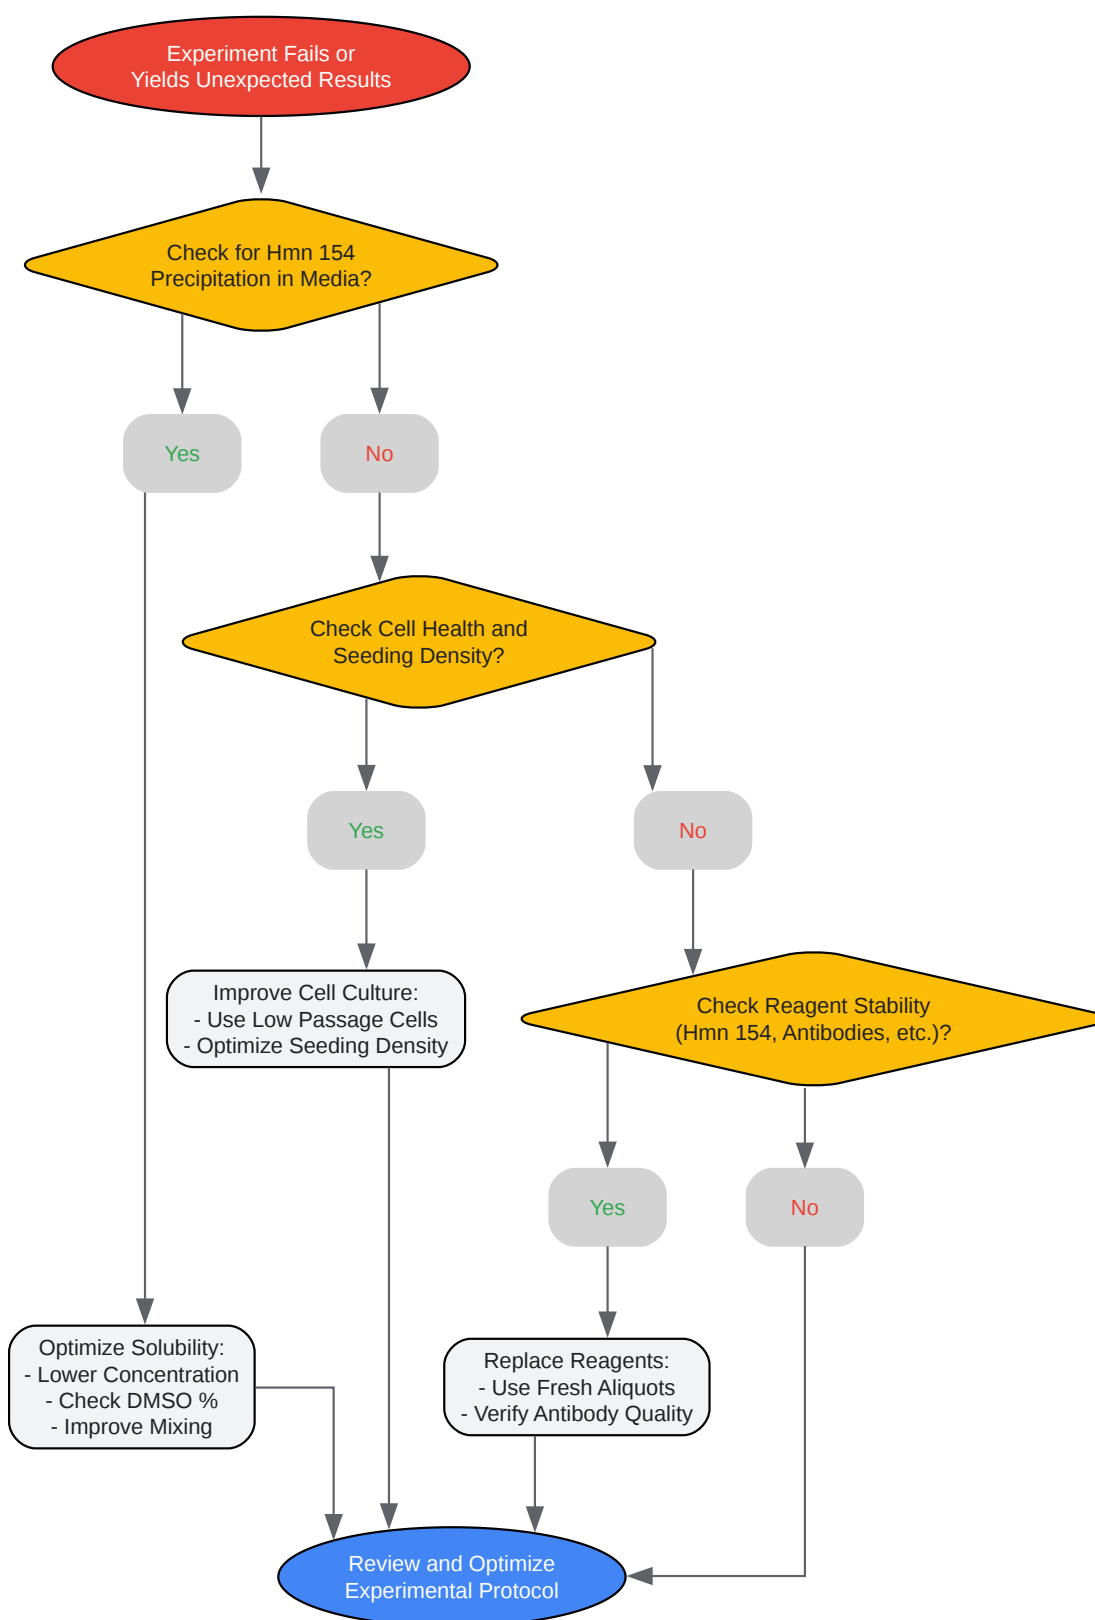 Experiment Fails or
Yields Unexpected Results
Check for Hmn 154
Precipitation in Media?
Yes
No
Check Cell Health and
Seeding Density?
Yes
No
Improve Cell Culture:
- Use Low Passage Cells
- Optimize Seeding Density
Check Reagent Stability
(Hmn 154, Antibodies, etc.)?
Yes
No
Optimize Solubility:
- Lower Concentration
- Check DMSO %
- Improve Mixing
Replace Reagents:
- Use Fresh Aliquots
- Verify Antibody Quality
Review and Optimize
Experimental Protocol